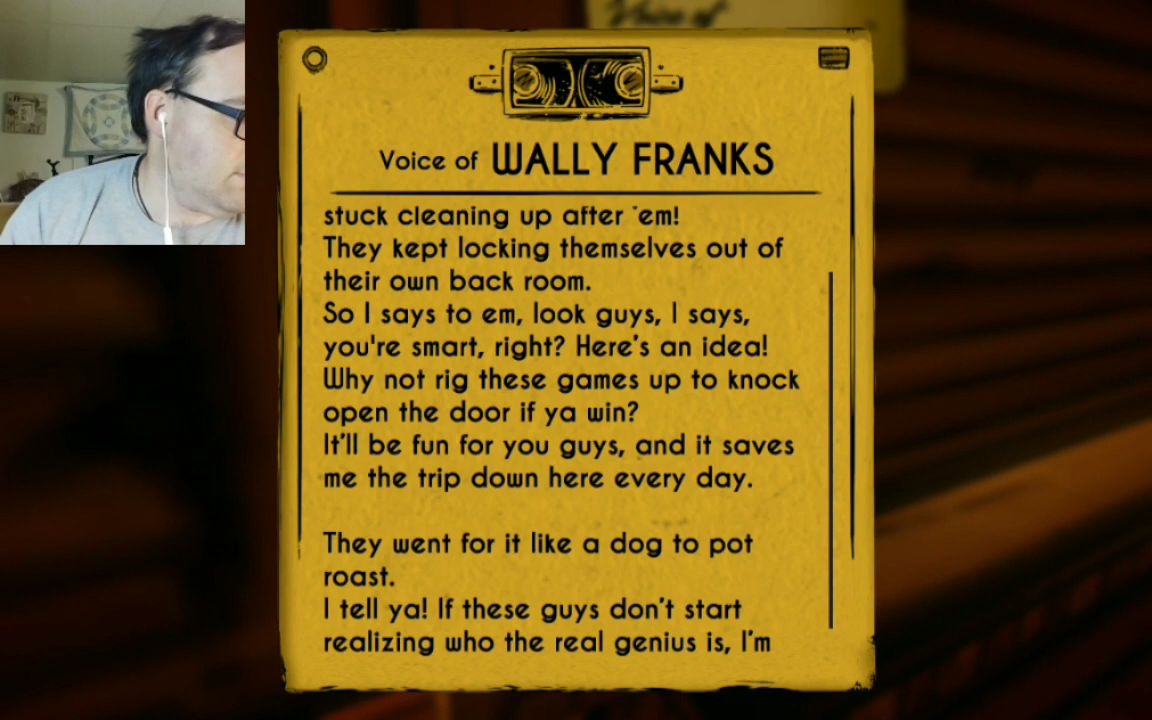 Voice of
Voice of WALLY FRANKS
stuck cleaning up after 'em!
They kept locking themselves out of
their own back room.
So I says to em, look guys, I says,
you're smart, right? Here's an idea!
Why not rig these games up to knock
open the door if ya win?
It'll be fun for you guys, and it saves
me the trip down here every day.
They went for it like a dog to pot
roast.
I tell ya! If these guys don't start
realizing who the real genius is, I'm